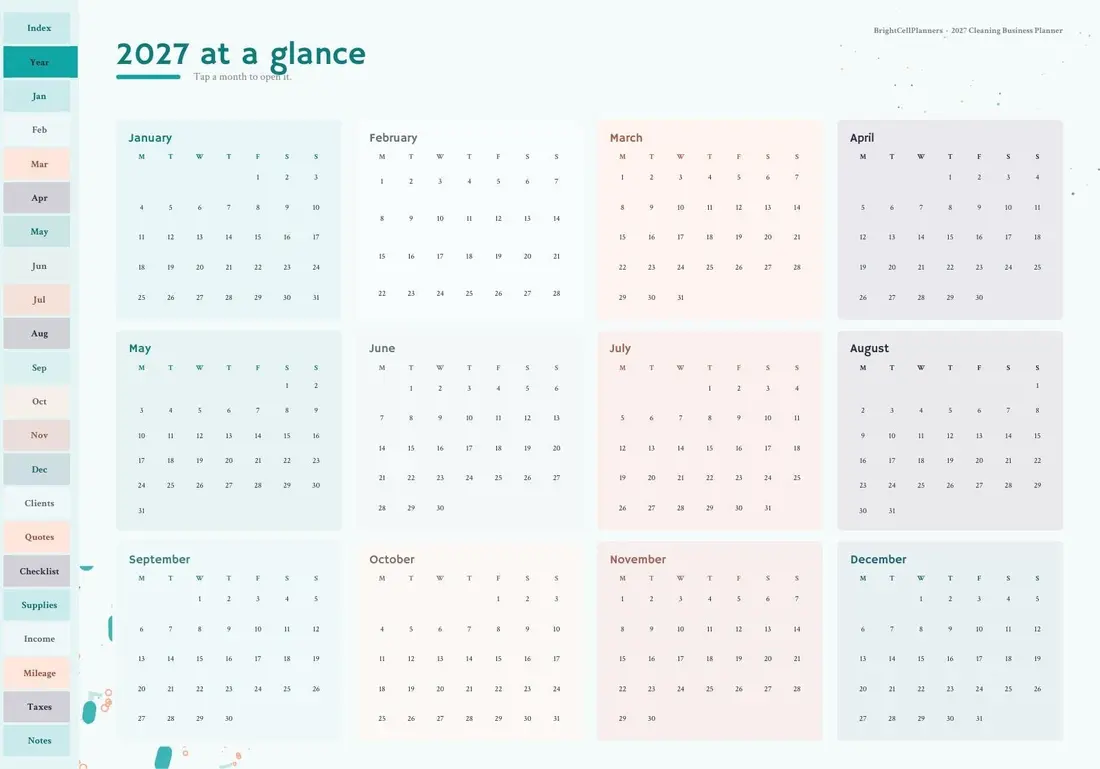 Index
Year
Jan
Feb
Mar
Apr
May
Jun
Jul
Aug
Sep
Oct
Nov
Dec
Clients
Quotes
Checklist
Supplies
Income
Mileage
Taxes
Notes
BrightCellPlanners · 2027 Cleaning Business Planner
2027 at a glance
Tap a month to open it.
January
M T W T F S S
1 2 3
4 5 6 7 8 9 10
11 12 13 14 15 16 17
18 19 20 21 22 23 24
25 26 27 28 29 30 31
February
M T W T F S S
1 2 3 4 5 6 7
8 9 10 11 12 13 14
15 16 17 18 19 20 21
22 23 24 25 26 27 28
March
M T W T F S S
1 2 3 4 5 6 7
8 9 10 11 12 13 14
15 16 17 18 19 20 21
22 23 24 25 26 27 28
29 30 31
April
M T W T F S S
1 2 3 4
5 6 7 8 9 10 11
12 13 14 15 16 17 18
19 20 21 22 23 24 25
26 27 28 29 30
May
M T W T F S S
1 2
3 4 5 6 7 8 9
10 11 12 13 14 15 16
17 18 19 20 21 22 23
24 25 26 27 28 29 30
31
June
M T W T F S S
1 2 3 4 5 6
7 8 9 10 11 12 13
14 15 16 17 18 19 20
21 22 23 24 25 26 27
28 29 30
July
M T W T F S S
1 2 3 4
5 6 7 8 9 10 11
12 13 14 15 16 17 18
19 20 21 22 23 24 25
26 27 28 29 30 31
August
M T W T F S S
1
2 3 4 5 6 7 8
9 10 11 12 13 14 15
16 17 18 19 20 21 22
23 24 25 26 27 28 29
30 31
September
M T W T F S S
1 2 3 4 5
6 7 8 9 10 11 12
13 14 15 16 17 18 19
20 21 22 23 24 25 26
27 28 29 30
October
M T W T F S S
1 2 3
4 5 6 7 8 9 10
11 12 13 14 15 16 17
18 19 20 21 22 23 24
25 26 27 28 29 30 31
November
M T W T F S S
1 2 3 4 5 6 7
8 9 10 11 12 13 14
15 16 17 18 19 20 21
22 23 24 25 26 27 28
29 30
December
M T W T F S S
1 2 3 4 5
6 7 8 9 10 11 12
13 14 15 16 17 18 19
20 21 22 23 24 25 26
27 28 29 30 31